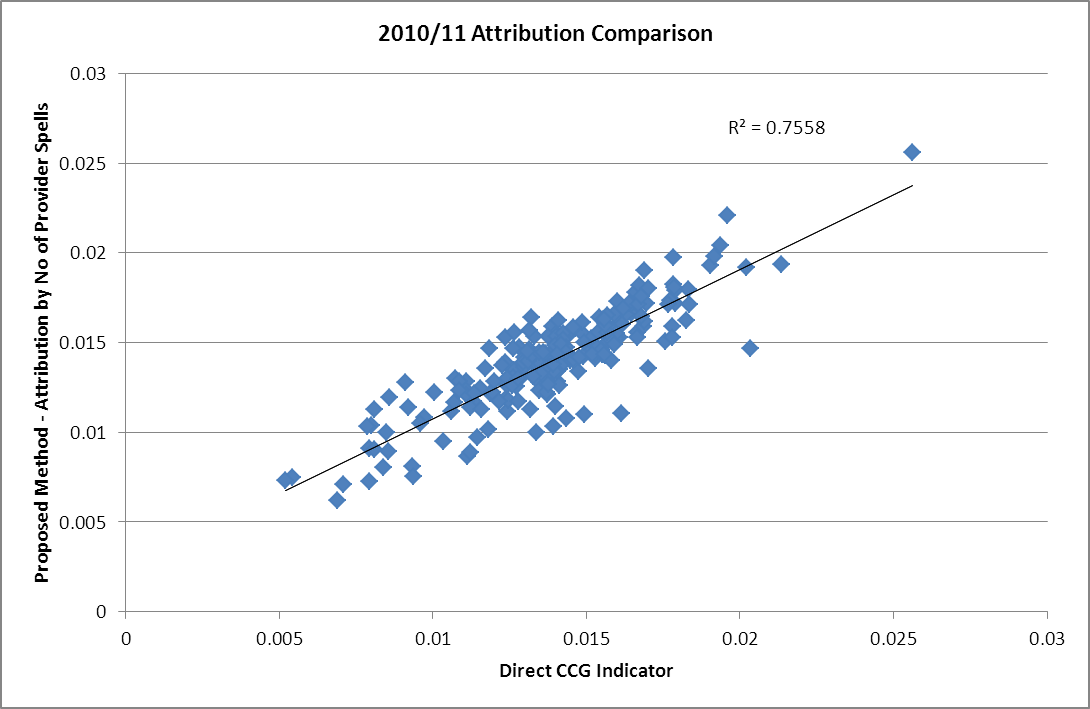 2010/11 Attribution Comparison
Proposed Method - Attribution by No of Provider Spells
0.03
0.025
0.02
0.015
0.01
0.005
0
R² = 0.7558
0 0.005 0.01 0.015 0.02 0.025 0.03
Direct CCG Indicator